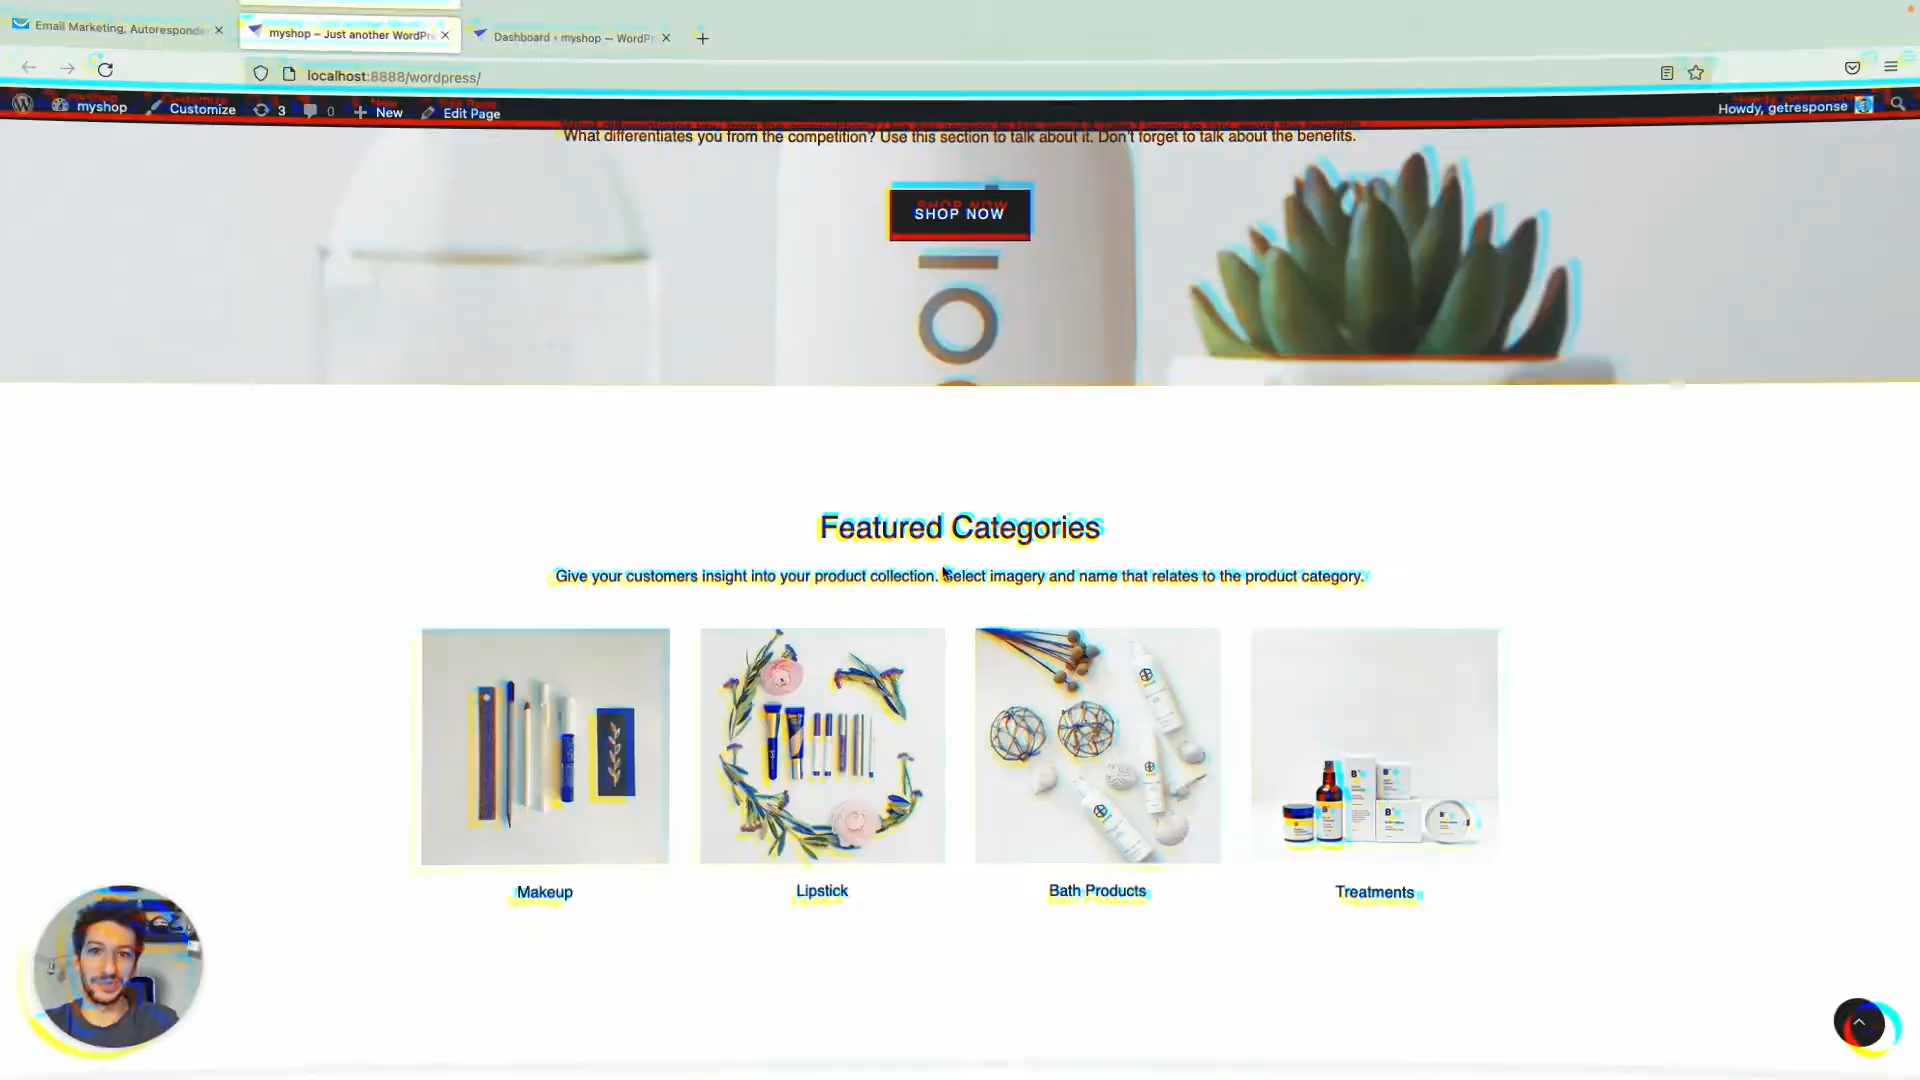 Email Marketing, Autoresponde
myshop – Just another WordPr
Dashboard ‹ myshop — WordP
localhost:8888/wordpress/
myshop
Customize
3
0
New
Edit Page
Howdy, getresponse
What differentiates you from the competition? Use this section to talk about it. Don't forget to talk about the benefits.
SHOP NOW
Featured Categories
Give your customers insight into your product collection. Select imagery and name that relates to the product category.
Makeup
Lipstick
Bath Products
Treatments